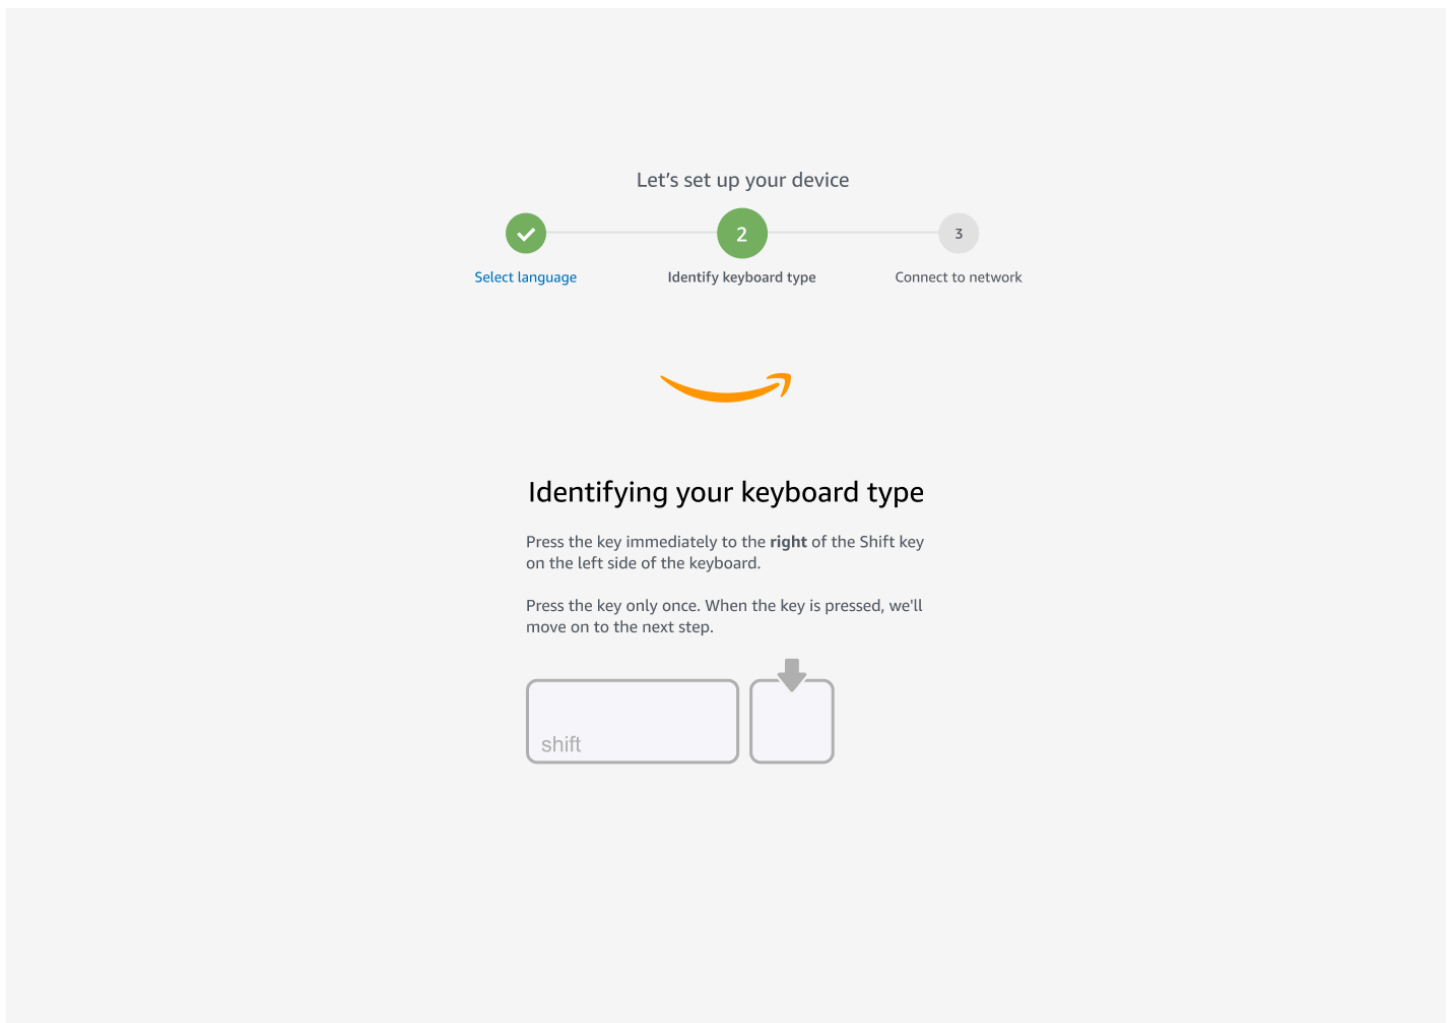 Let's set up your device
2
3
Select language
Identify keyboard type
Connect to network
Identifying your keyboard type
Press the key immediately to the right of the Shift key
on the left side of the keyboard.
Press the key only once. When the key is pressed, we'll
move on to the next step.
shift